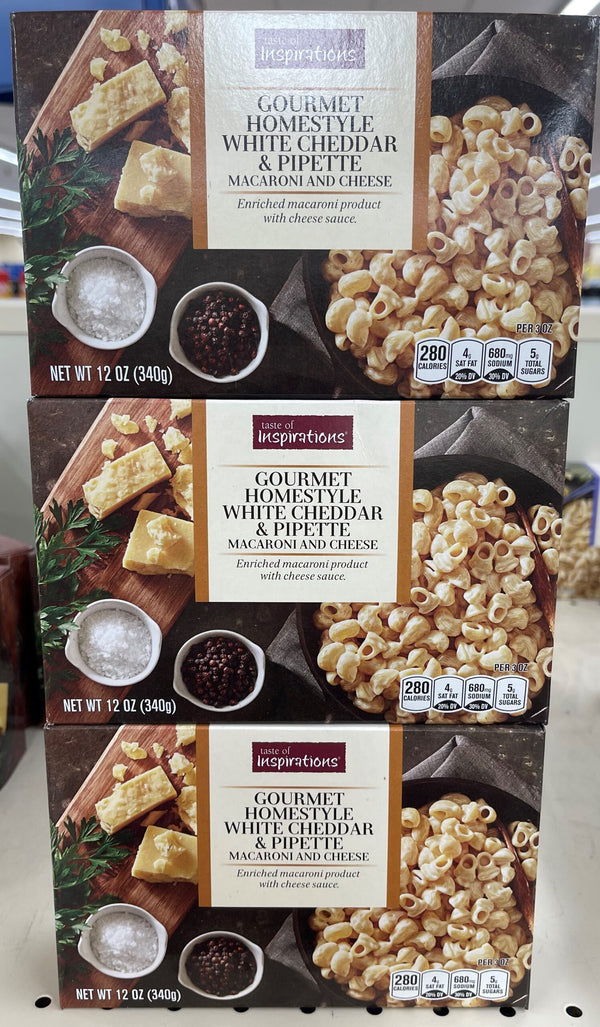 taste of
Inspirations
GOURMET
HOMESTYLE
WHITE CHEDDAR
& PIPETTE
MACARONI AND CHEESE
Enriched macaroni product
with cheese sauce.
PER 3 OZ
280 CALORIES
4g SAT FAT 20% DV
680mg SODIUM 30% DV
5g TOTAL SUGARS
NET WT 12 OZ (340g)
taste of
Inspirations
GOURMET
HOMESTYLE
WHITE CHEDDAR
& PIPETTE
MACARONI AND CHEESE
Enriched macaroni product
with cheese sauce.
PER 3 OZ
280 CALORIES
4g SAT FAT 20% DV
680mg SODIUM 30% DV
5g TOTAL SUGARS
NET WT 12 OZ (340g)
taste of
Inspirations
GOURMET
HOMESTYLE
WHITE CHEDDAR
& PIPETTE
MACARONI AND CHEESE
Enriched macaroni product
with cheese sauce.
PER 3 OZ
280 CALORIES
4g SAT FAT 20% DV
680mg SODIUM 30% DV
5g TOTAL SUGARS
NET WT 12 OZ (340g)